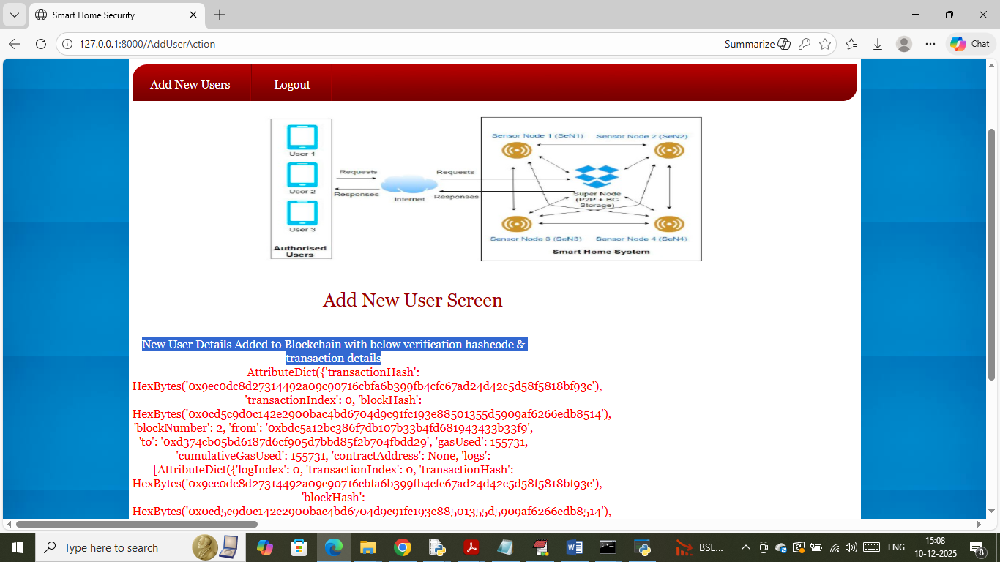 Smart Home Security
127.0.0.1:8000/AddUserAction
Summarize
Chat
Add New Users
Logout
User 1
User 2
User 3
Authorised
Users
Requests
Responses
Internet
Requests
Responses
Sensor Node 1 (SeN1)
Sensor Node 2 (SeN2)
Super Node
(P2P + BC
Storage)
Sensor Node 3 (SeN3)
Sensor Node 4 (SeN4)
Smart Home System
Add New User Screen
New User Details Added to Blockchain with below verification hashcode &
transaction details
AttributeDict({'transactionHash':
HexBytes('0x9ec0dc8d27314492a09c90716cbfa6b399fb4cfc67ad24d42c5d58f5818bf93c'),
'transactionIndex': 0, 'blockHash':
HexBytes('0x0cd5c9d0c142e2900bac4bd6704d9c91fc193e88501355d5909af6266edb8514'),
'blockNumber': 2, 'from': '0xbdc5a12bc386f7db107b33b4fd681943433b33f9',
'to': '0xd374cb05bd6187d6cf905d7bbd85f2b704fbdd29', 'gasUsed': 155731,
'cumulativeGasUsed': 155731, 'contractAddress': None, 'logs':
[AttributeDict({'logIndex': 0, 'transactionIndex': 0, 'transactionHash':
HexBytes('0x9ec0dc8d27314492a09c90716cbfa6b399fb4cfc67ad24d42c5d58f5818bf93c'),
'blockHash':
HexBytes('0x0cd5c9d0c142e2900bac4bd6704d9c91fc193e88501355d5909af6266edb8514'),
Type here to search
BSE...
ENG
15:08
10-12-2025
8